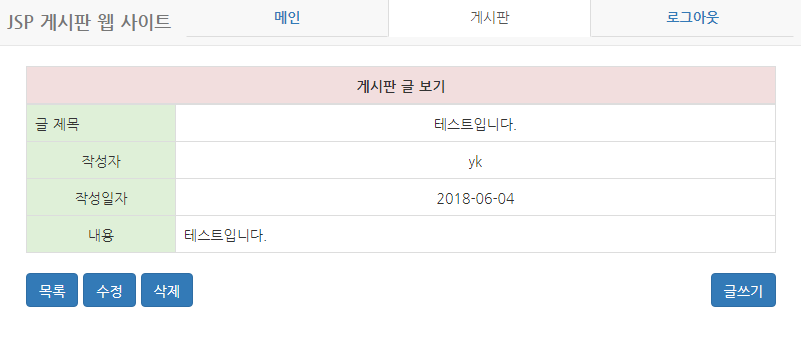 JSP 게시판 웹 사이트 메인 게시판 로그아웃
게시판 글 보기
글 제목 테스트입니다.
작성자 yk
작성일자 2018-06-04
내용 테스트입니다.
목록 수정 삭제 글쓰기